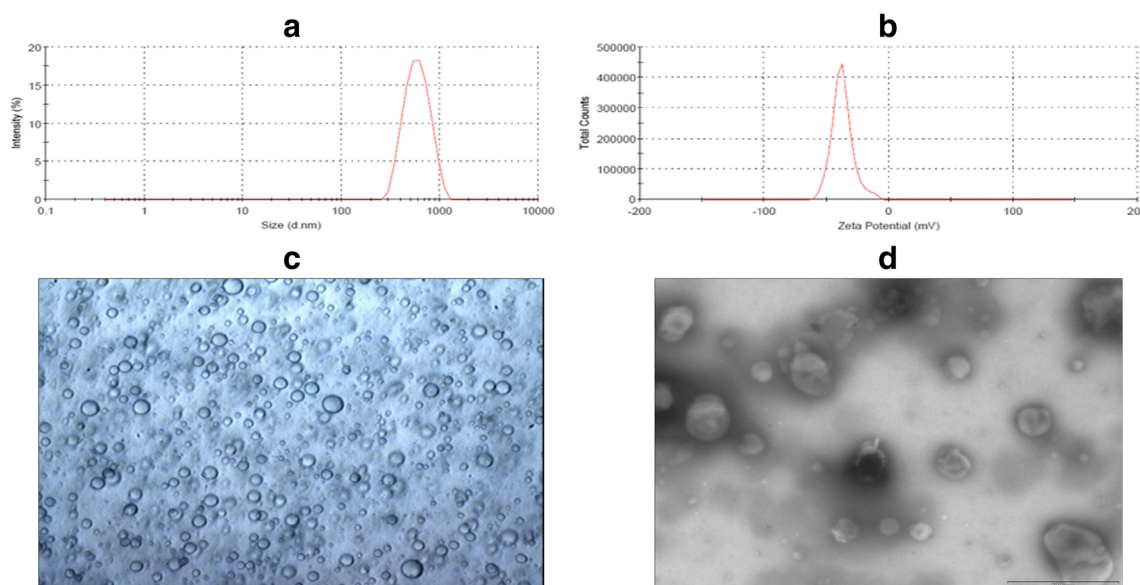 a
20
15
10
5
0
Intensity (%)
0.1 1 10 100 1000 10000
Size (d.nm)
b
500000
400000
300000
200000
100000
0
Total Counts
-200 -100 0 100 200
Zeta Potential (mV)
c
d